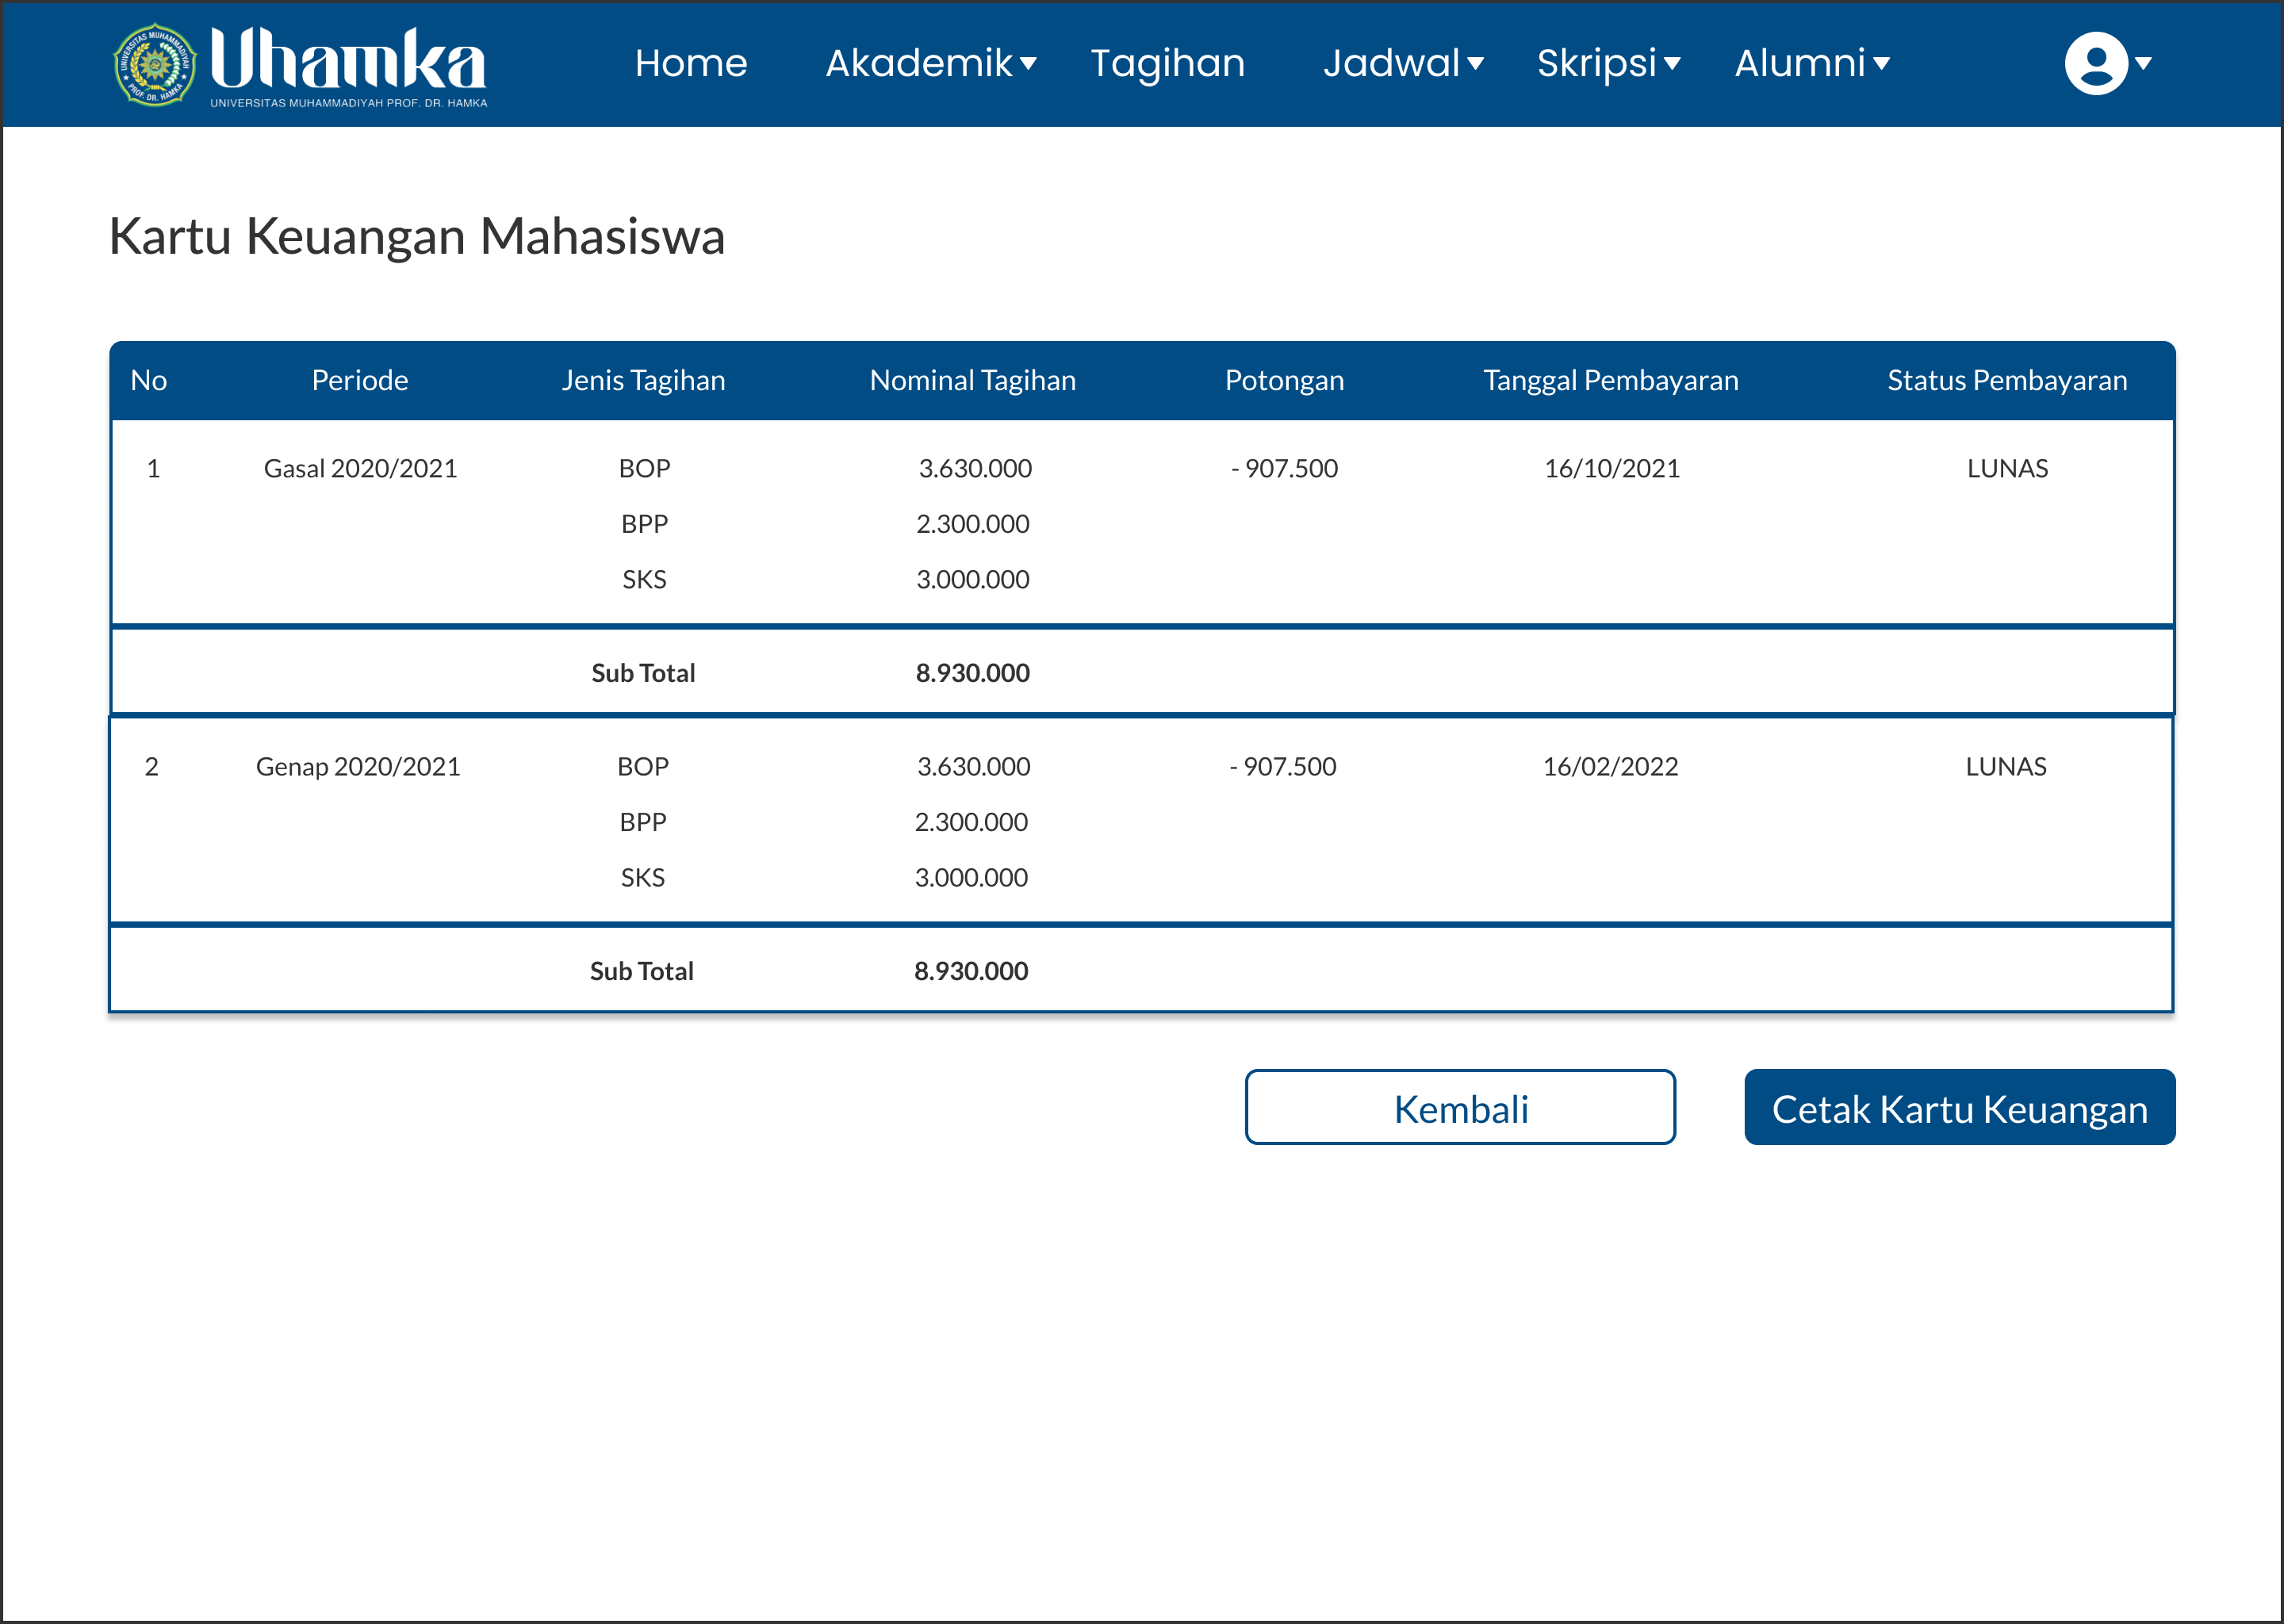 UNIVERSITAS MUHAMMADIYAH
PROF. DR. HAMKA
Uhamka
UNIVERSITAS MUHAMMADIYAH PROF. DR. HAMKA
Home Akademik Tagihan Jadwal Skripsi Alumni
Kartu Keuangan Mahasiswa
No Periode Jenis Tagihan Nominal Tagihan Potongan Tanggal Pembayaran Status Pembayaran
1 Gasal 2020/2021 BOP 3.630.000 - 907.500 16/10/2021 LUNAS
BPP 2.300.000
SKS 3.000.000
Sub Total 8.930.000
2 Genap 2020/2021 BOP 3.630.000 - 907.500 16/02/2022 LUNAS
BPP 2.300.000
SKS 3.000.000
Sub Total 8.930.000
Kembali Cetak Kartu Keuangan